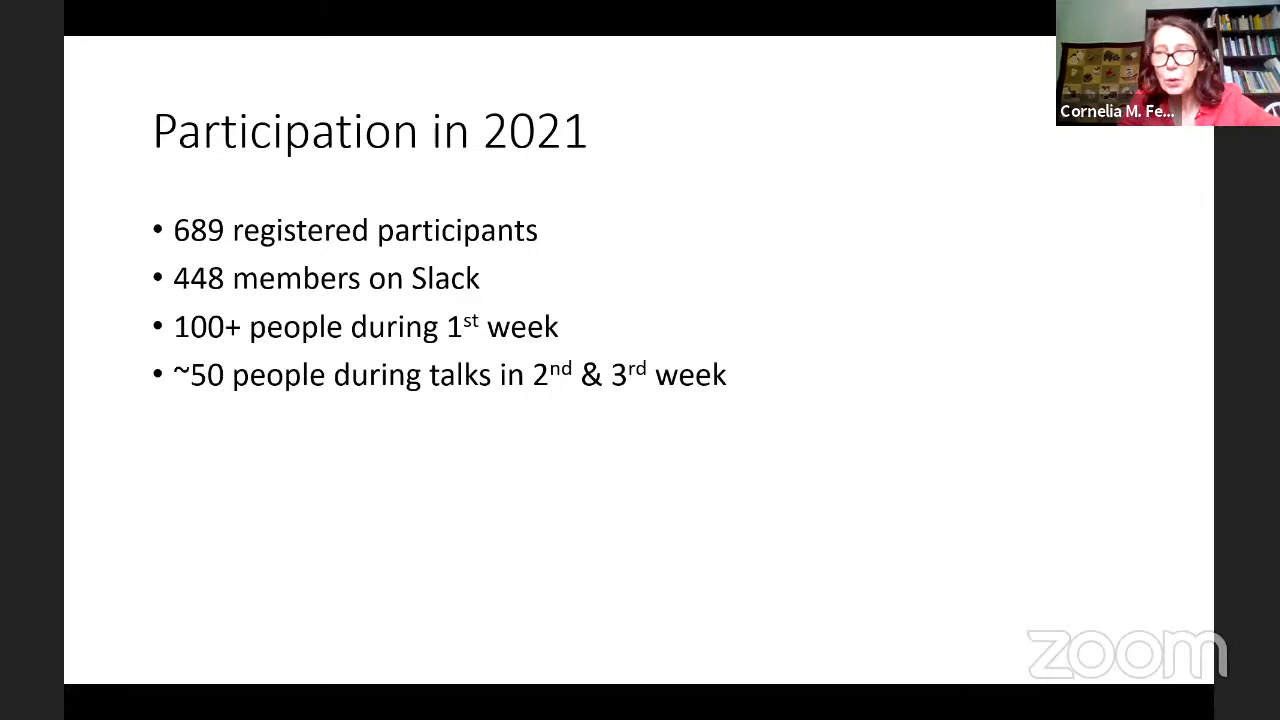 Participation in 2021
• 689 registered participants
• 448 members on Slack
• 100+ people during 1st week
• ~50 people during talks in 2nd & 3rd week
Cornelia M. Fe...
zoom